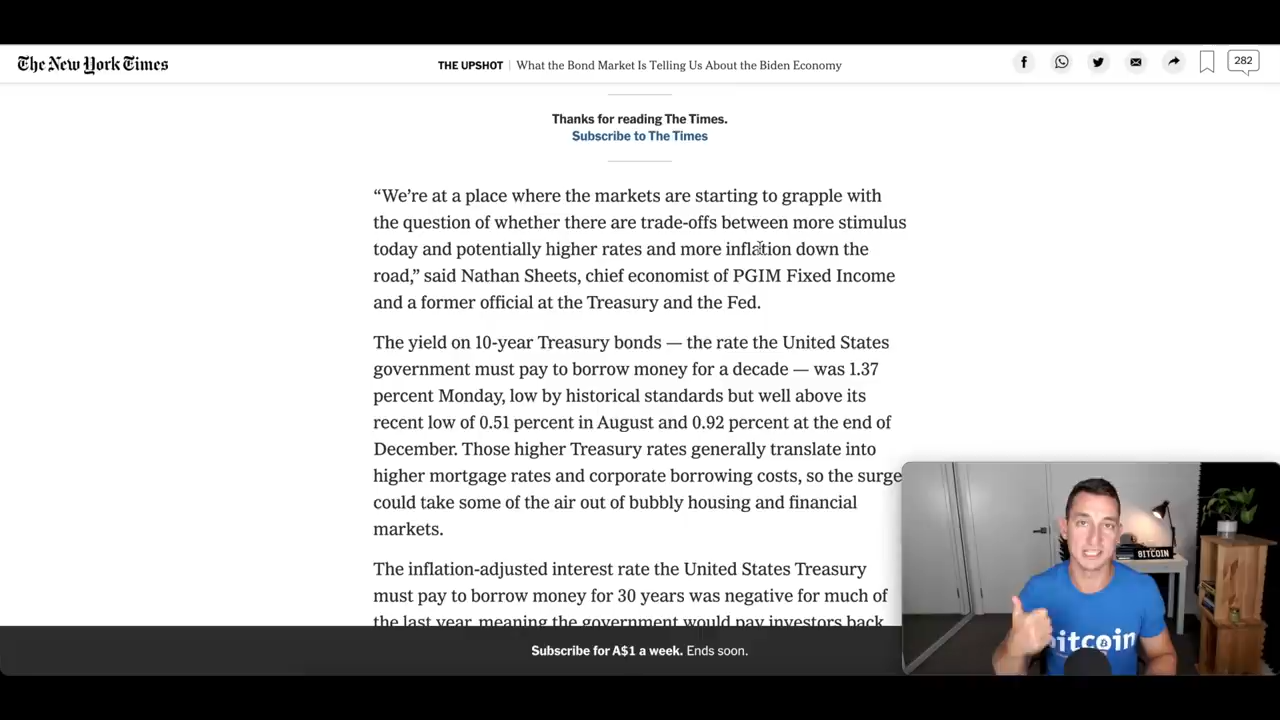 The New York Times
THE UPSHOT | What the Bond Market Is Telling Us About the Biden Economy
282
Thanks for reading The Times.
Subscribe to The Times
“We’re at a place where the markets are starting to grapple with
the question of whether there are trade-offs between more stimulus
today and potentially higher rates and more inflation down the
road,” said Nathan Sheets, chief economist of PGIM Fixed Income
and a former official at the Treasury and the Fed.
The yield on 10-year Treasury bonds — the rate the United States
government must pay to borrow money for a decade — was 1.37
percent Monday, low by historical standards but well above its
recent low of 0.51 percent in August and 0.92 percent at the end of
December. Those higher Treasury rates generally translate into
higher mortgage rates and corporate borrowing costs, so the surge
could take some of the air out of bubbly housing and financial
markets.
The inflation-adjusted interest rate the United States Treasury
must pay to borrow money for 30 years was negative for much of
the last year, meaning the government would pay investors back
Subscribe for A$1 a week. Ends soon.
BITCOIN
bitcoin